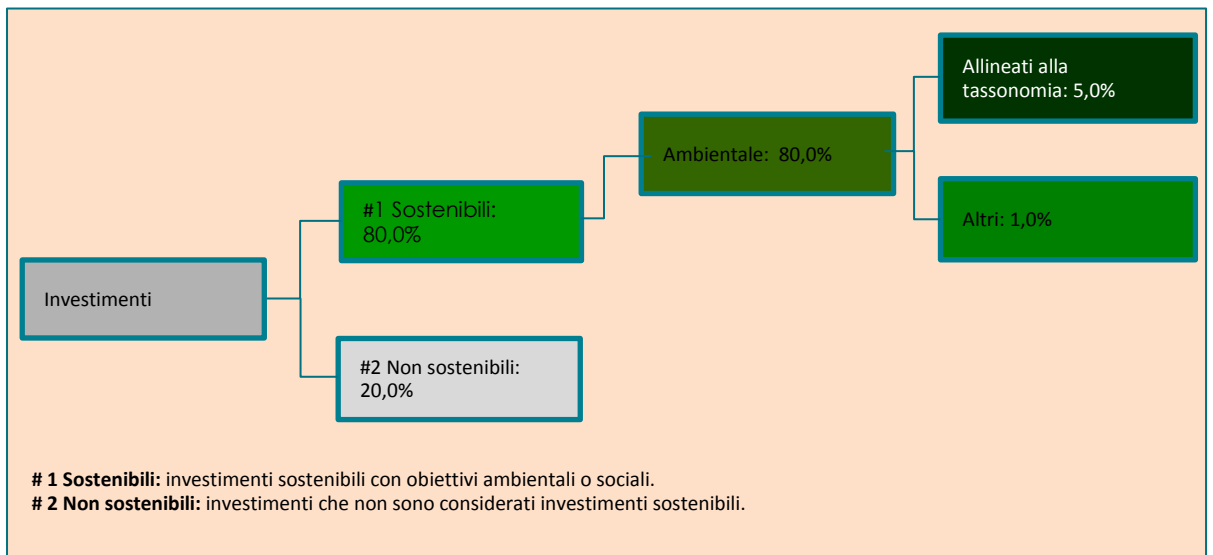 Investimenti
#1 Sostenibili:
80,0%
#2 Non sostenibili:
20,0%
Ambientale: 80,0%
Allineati alla
tassonomia: 5,0%
Altri: 1,0%
# 1 Sostenibili: investimenti sostenibili con obiettivi ambientali o sociali.
# 2 Non sostenibili: investimenti che non sono considerati investimenti sostenibili.